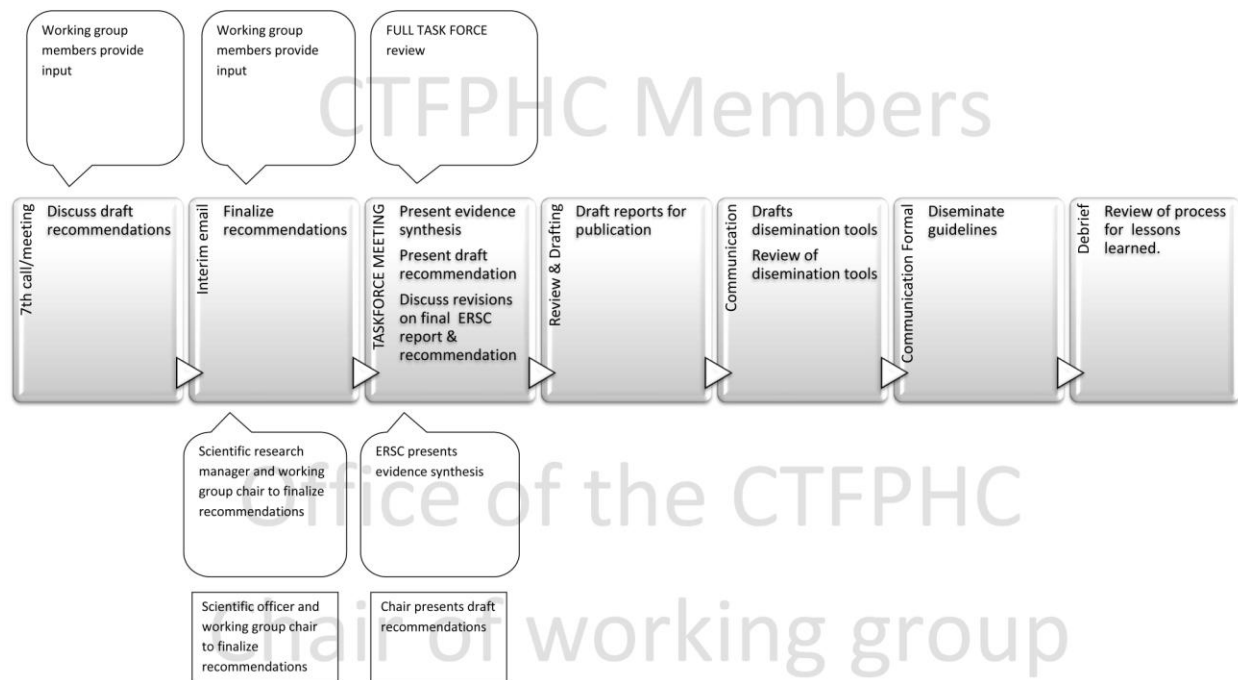 Working group
members provide
input
Working group
members provide
input
FULL TASK FORCE
review
CTFPHC Members
7th call/meeting
Discuss draft
recommendations
Interim email
Finalize
recommendations
TASKFORCE MEETING
Present evidence
synthesis
Present draft
recommendation
Discuss revisions
on final ERSC
report &
recommendation
Review & Drafting
Draft reports for
publication
Communication
Drafts
disemination tools
Review of
disemination tools
Communication Formal
Diseminate
guidelines
Debrief
Review of process
for lessons
learned.
Scientific research
manager and working
group chair to finalize
recommendations
ERSC presents
evidence synthesis
Office of the CTFPHC
Scientific officer and
working group chair
to finalize
recommendations
Chair presents draft
recommendations
Chair of working group